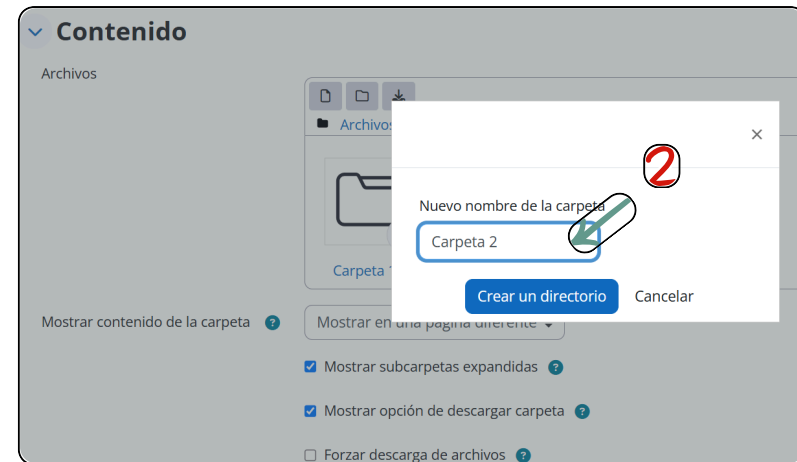 Contenido
Archivos
Archivos
2
Nuevo nombre de la carpeta
Carpeta 2
Carpeta 1
Crear un directorio Cancelar
Mostrar contenido de la carpeta ? Mostrar en una página diferente
Mostrar subcarpetas expandidas ?
Mostrar opción de descargar carpeta ?
Forzar descarga de archivos ?